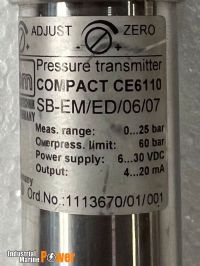 ADJUST ZERO
Pressure transmitter
COMPACT CE6110
SB-EM/ED/06/07
Meas. range: 0...25 bar
Overpress. limit: 60 bar
Power supply: 6...30 VDC
Output: 4...20 mA
Ord.No.:1113670/01/001
Industrial
Marine Power